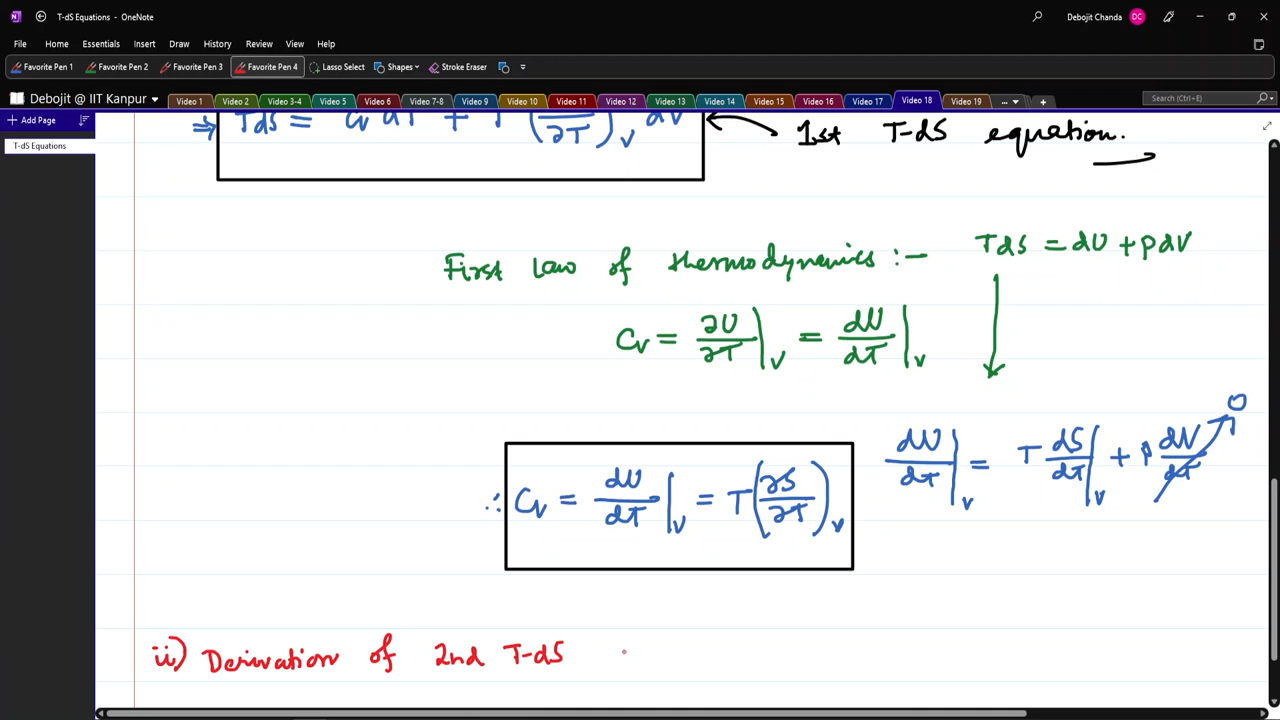 T-dS Equations - OneNote
Debojit Chanda DC
File Home Essentials Insert Draw History Review View Help
Favorite Pen 1 Favorite Pen 2 Favorite Pen 3 Favorite Pen 4 Lasso Select Shapes Stroke Eraser
Debojit @ IIT Kanpur Video 1 Video 2 Video 3-4 Video 5 Video 6 Video 7-8 Video 9 Video 10 Video 11 Video 12 Video 13 Video 14 Video 15 Video 16 Video 17 Video 18 Video 19 ... Search (Ctrl+E)
Add Page
T-dS Equations
⇒ TdS = Cv dT + T (∂T)v dV 1st T-dS equation.
First law of thermodynamics :- TdS = dU + PdV
Cv = ∂U/∂T|v = dU/dT|v
dU/dT|v = T dS/dT|v + P dV/dT 0
∴ Cv = dU/dT|v = T(∂S/∂T)v
ii) Derivation of 2nd T-dS